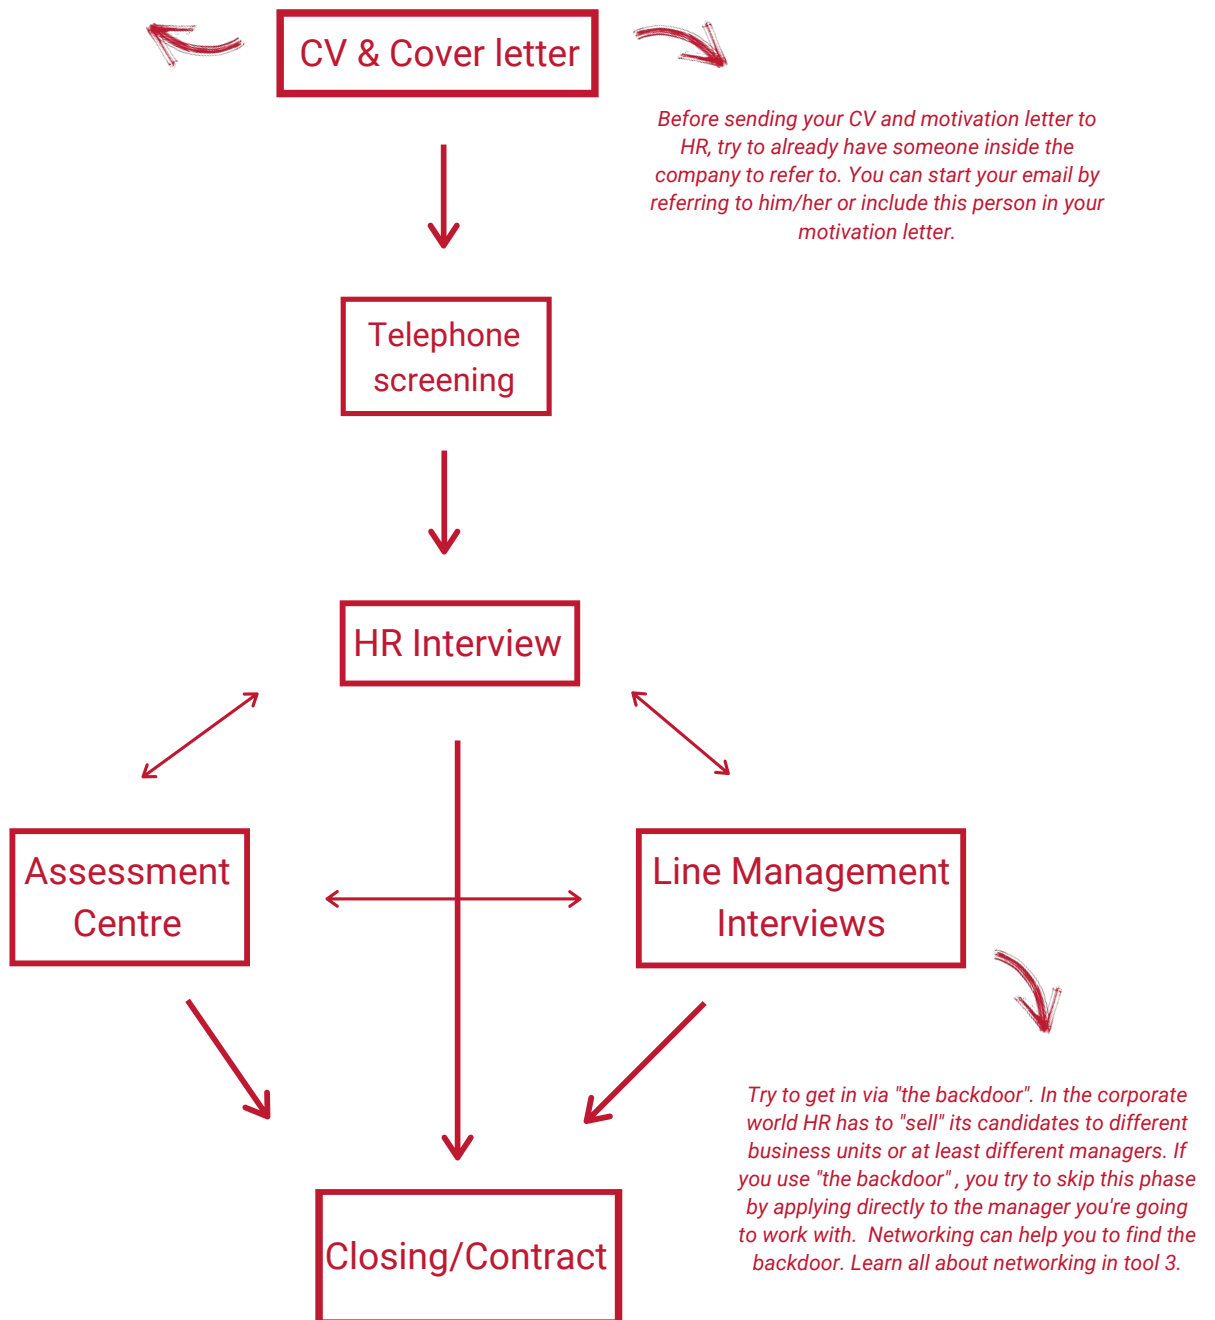 CV & Cover letter
Before sending your CV and motivation letter to
HR, try to already have someone inside the
company to refer to. You can start your email by
referring to him/her or include this person in your
motivation letter.
Telephone
screening
HR Interview
Assessment
Centre
Line Management
Interviews
Try to get in via "the backdoor". In the corporate
world HR has to "sell" its candidates to different
business units or at least different managers. If
you use "the backdoor" , you try to skip this phase
by applying directly to the manager you're going
to work with.  Networking can help you to find the
backdoor. Learn all about networking in tool 3.
Closing/Contract